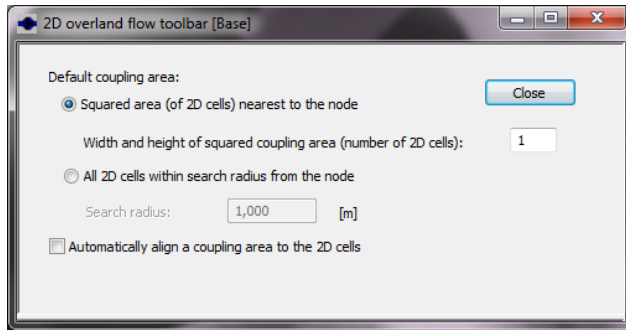 2D overland flow toolbar [Base]
Default coupling area:
Squared area (of 2D cells) nearest to the node
Close
Width and height of squared coupling area (number of 2D cells): 1
All 2D cells within search radius from the node
Search radius: 1,000 [m]
Automatically align a coupling area to the 2D cells